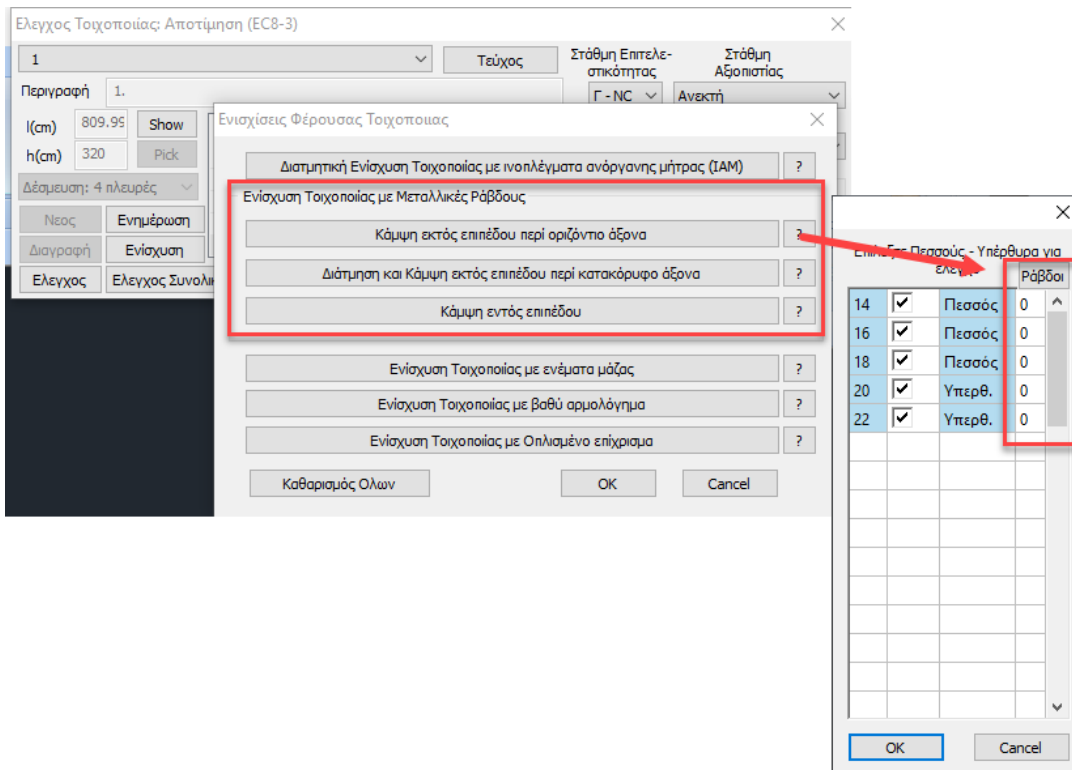 Ελεγχος Τοιχοποιίας: Αποτίμηση (EC8-3)
1
Τεύχος
Στάθμη Επιτελε-
στικότητας
Στάθμη
Αξιοπιστίας
Περιγραφή 1.
Γ - NC
Ανεκτή
l(cm) 809.99 Show
h(cm) 320 Pick
Δέσμευση: 4 πλευρές
Νεος Ενημέρωση
Διαγραφή Ενίσχυση
Ελεγχος Ελεγχος Συνολι
Ενισχίσεις Φέρουσας Τοιχοποιιας
Διατμητική Ενίσχυση Τοιχοποιίας με ινοπλέγματα ανόργανης μήτρας (ΙΑΜ) ?
Ενίσχυση Τοιχοποιίας με Μεταλλικές Ράβδους
Κάμψη εκτός επιπέδου περί οριζόντιο άξονα ?
Διάτμηση και Κάμψη εκτός επιπέδου περί κατακόρυφο άξονα ?
Κάμψη εντός επιπέδου ?
Ενίσχυση Τοιχοποιίας με ενέματα μάζας ?
Ενίσχυση Τοιχοποιίας με βαθύ αρμολόγημα ?
Ενίσχυση Τοιχοποιίας με Οπλισμένο επίχρισμα ?
Καθαρισμός Ολων OK Cancel
Πεσσούς - Υπέρθυρα για
Ράβδοι
14 Πεσσός 0
16 Πεσσός 0
18 Πεσσός 0
20 Υπερθ. 0
22 Υπερθ. 0
OK Cancel